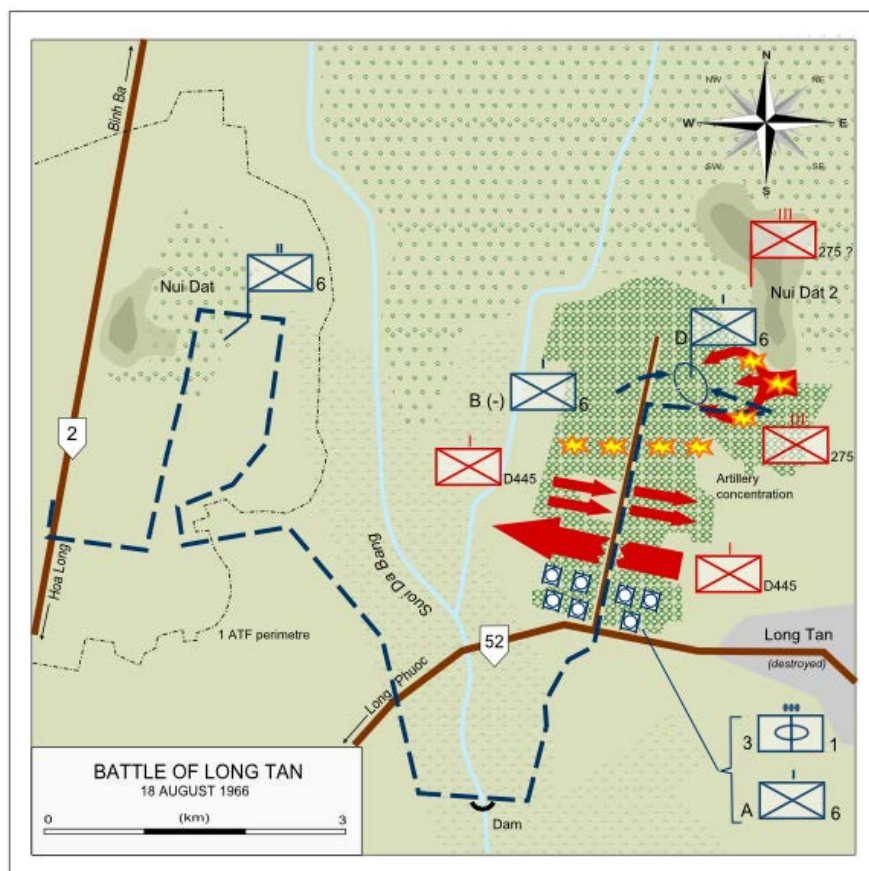 N
NW
NE
W
E
SW
SE
S
Binh Ba
III
275 ?
II
6
Nui Dat
Nui Dat 2
I
D
6
I
B (-)
6
2
I
D445
III
275
Artillery
concentration
I
D445
Suoi Da Bang
Hoa Long
1 ATF perimetre
52
Long Tan
(destroyed)
Long Phuoc
3
1
I
A
6
BATTLE OF LONG TAN
18 AUGUST 1966
(km)
0
3
Dam